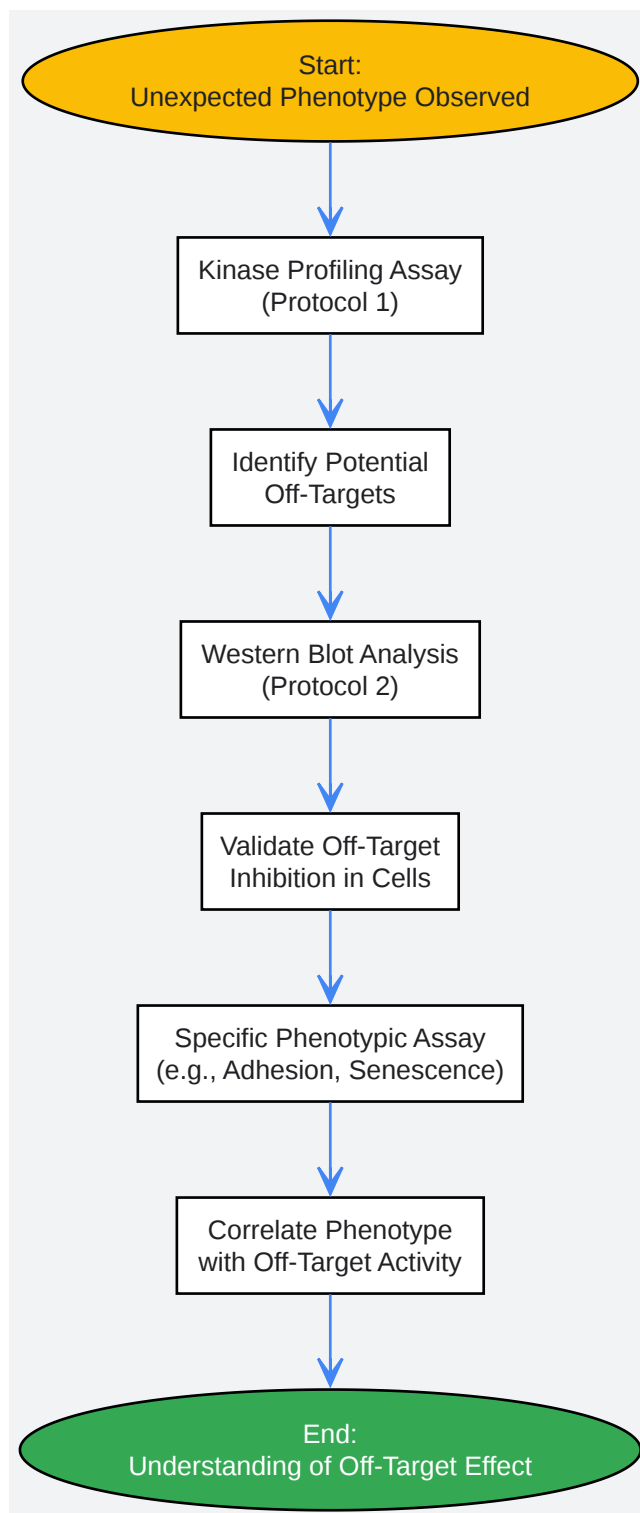 Start:
Unexpected Phenotype Observed
Kinase Profiling Assay
(Protocol 1)
Identify Potential
Off-Targets
Western Blot Analysis
(Protocol 2)
Validate Off-Target
Inhibition in Cells
Specific Phenotypic Assay
(e.g., Adhesion, Senescence)
Correlate Phenotype
with Off-Target Activity
End:
Understanding of Off-Target Effect